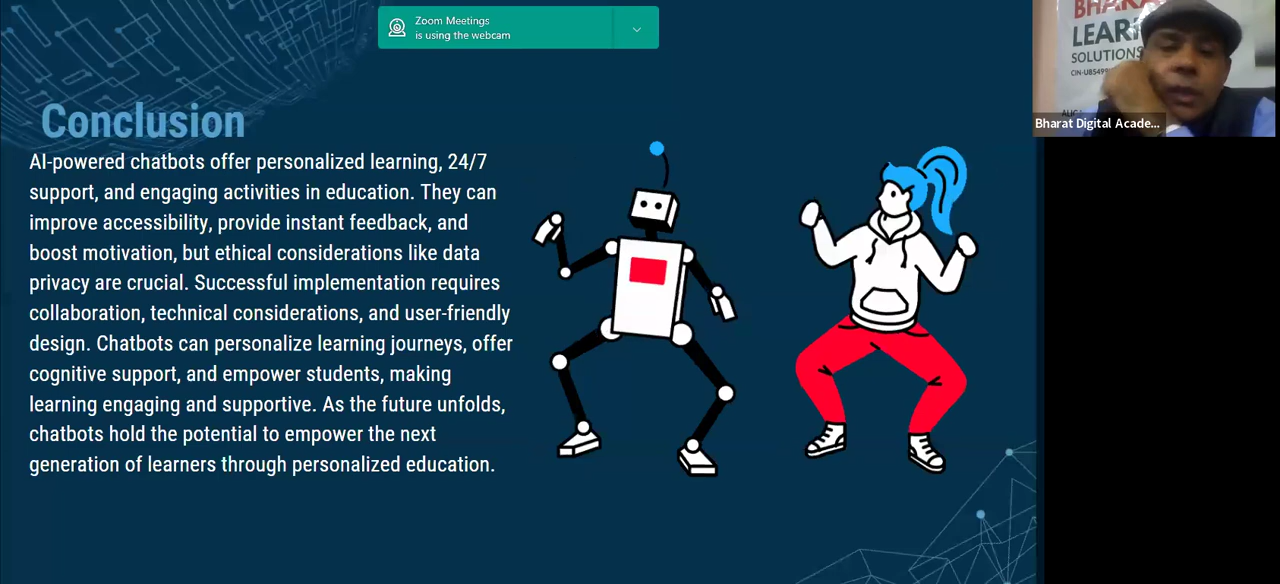 Zoom Meetings
is using the webcam
BHARA
LEAR
SOLUTIONS
Bharat Digital Acade...
Conclusion
AI-powered chatbots offer personalized learning, 24/7
support, and engaging activities in education. They can
improve accessibility, provide instant feedback, and
boost motivation, but ethical considerations like data
privacy are crucial. Successful implementation requires
collaboration, technical considerations, and user-friendly
design. Chatbots can personalize learning journeys, offer
cognitive support, and empower students, making
learning engaging and supportive. As the future unfolds,
chatbots hold the potential to empower the next
generation of learners through personalized education.